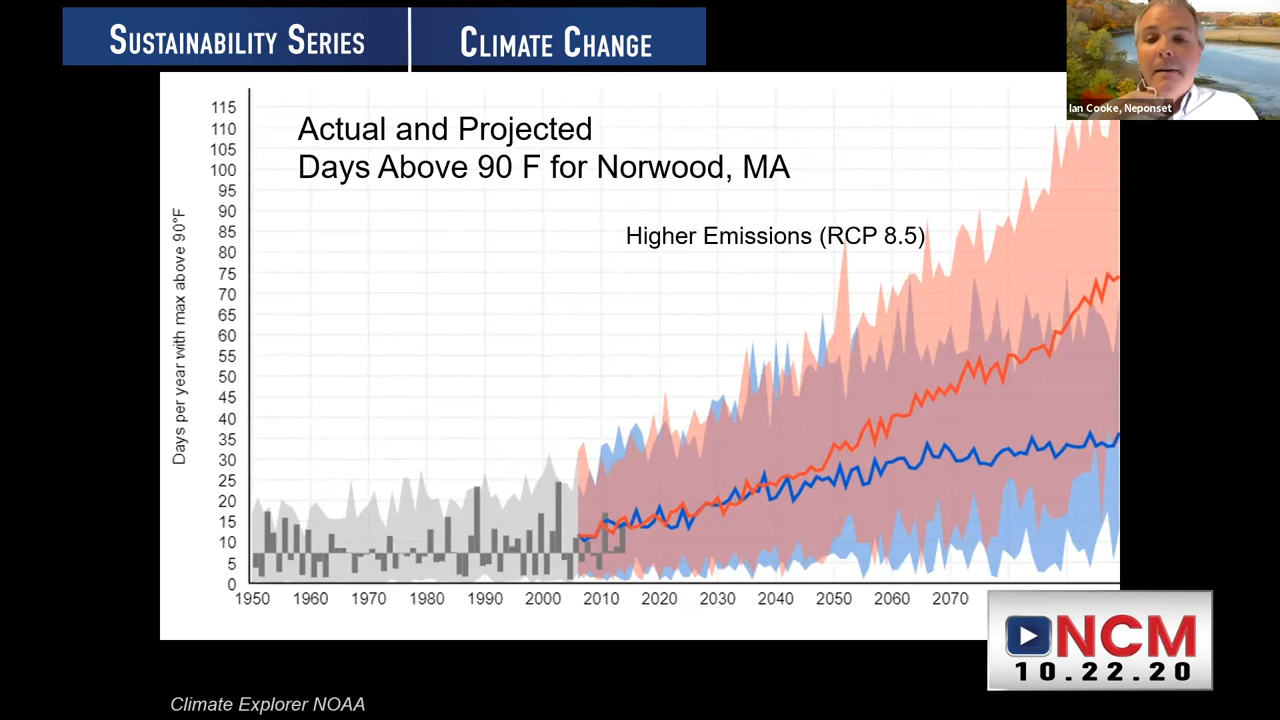 SUSTAINABILITY SERIES
CLIMATE CHANGE
Ian Cooke, Neponset
Actual and Projected
Days Above 90 F for Norwood, MA
Higher Emissions (RCP 8.5)
Days per year with max above 90°F
115
110
105
100
95
90
85
80
75
70
65
60
55
50
45
40
35
30
25
20
15
10
5
0
1950 1960 1970 1980 1990 2000 2010 2020 2030 2040 2050 2060 2070
NCM
10.22.20
Climate Explorer NOAA